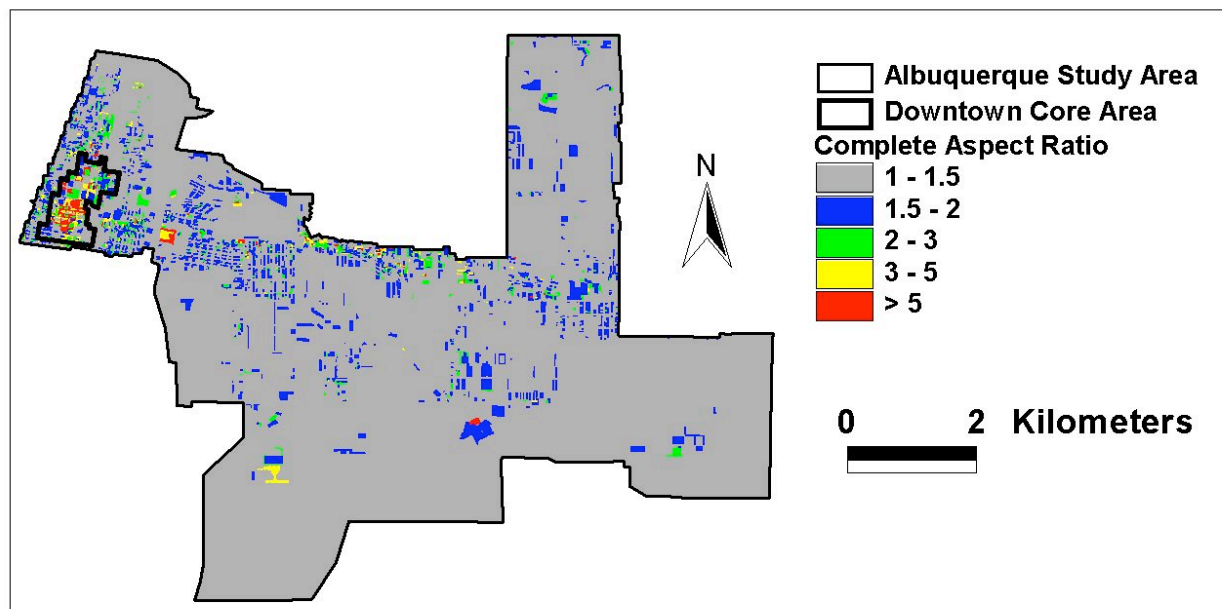 N
Albuquerque Study Area
Downtown Core Area
Complete Aspect Ratio
1 - 1.5
1.5 - 2
2 - 3
3 - 5
> 5
0 2 Kilometers